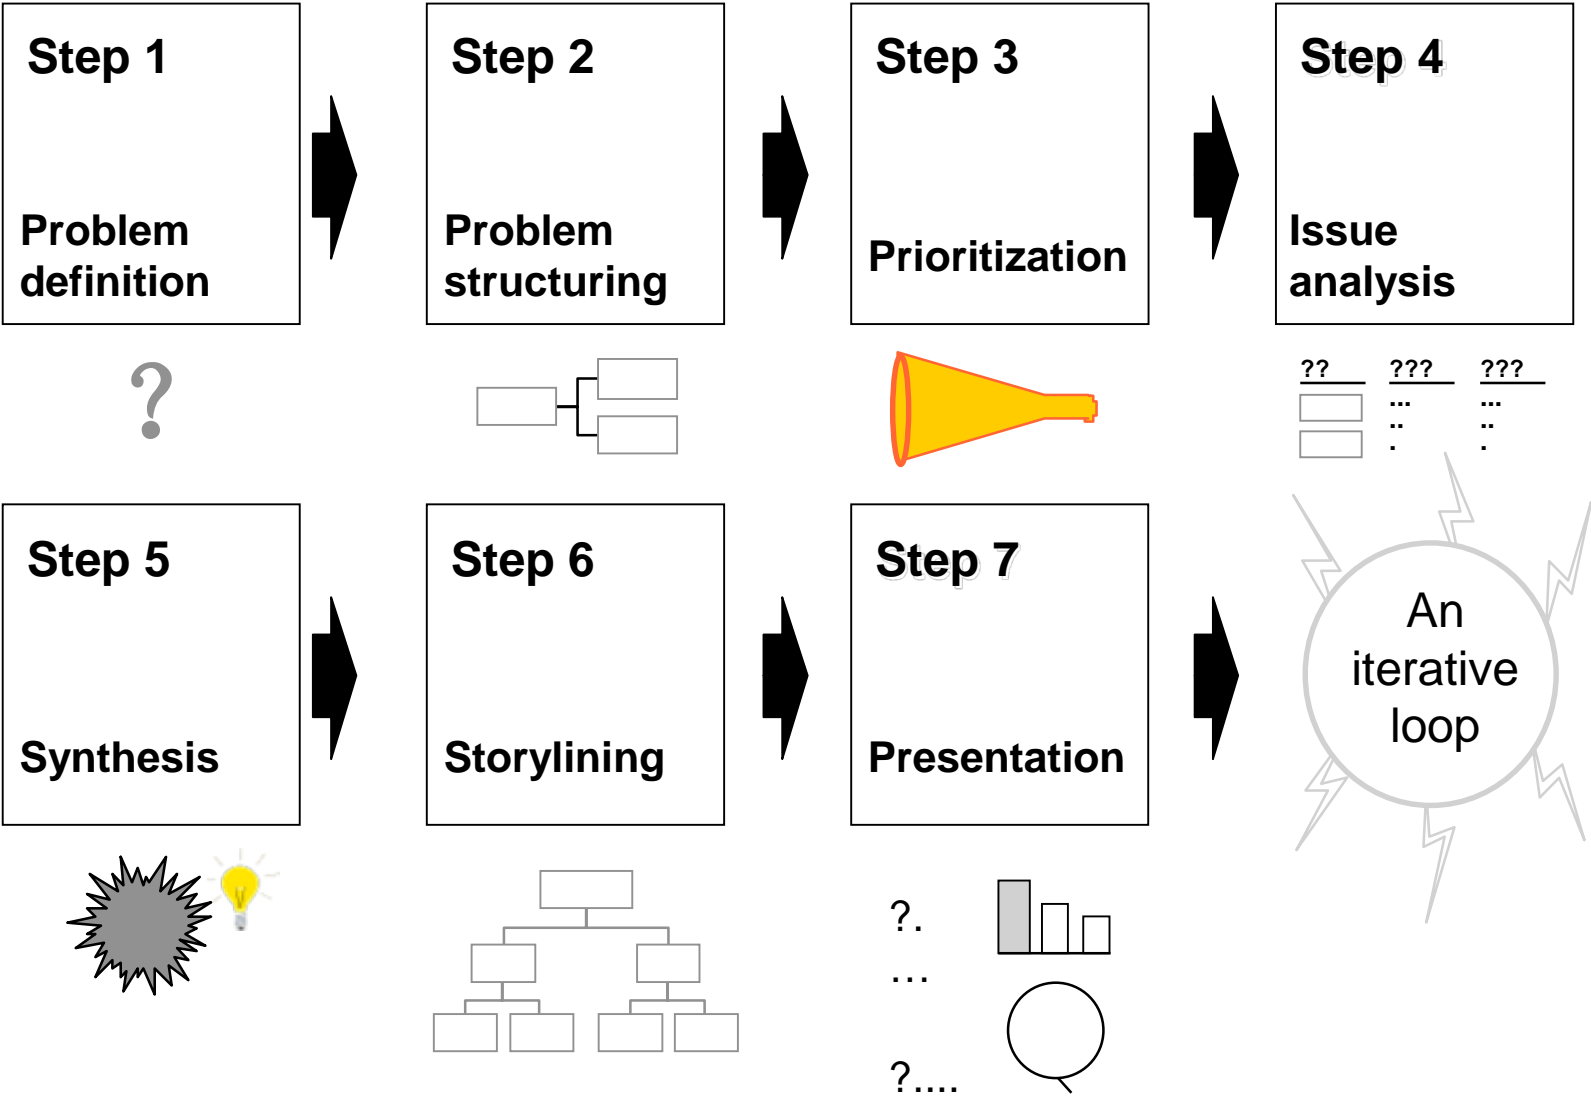 Step 1
Step 2
Step 3
Step 4
Problem
definition
Problem
structuring
Prioritization
Issue
analysis
?
?? ??? ???
... ...
.. ..
. .
Step 5
Step 6
Step 7
Synthesis
Storylining
Presentation
An
iterative
loop
?.
...
?....